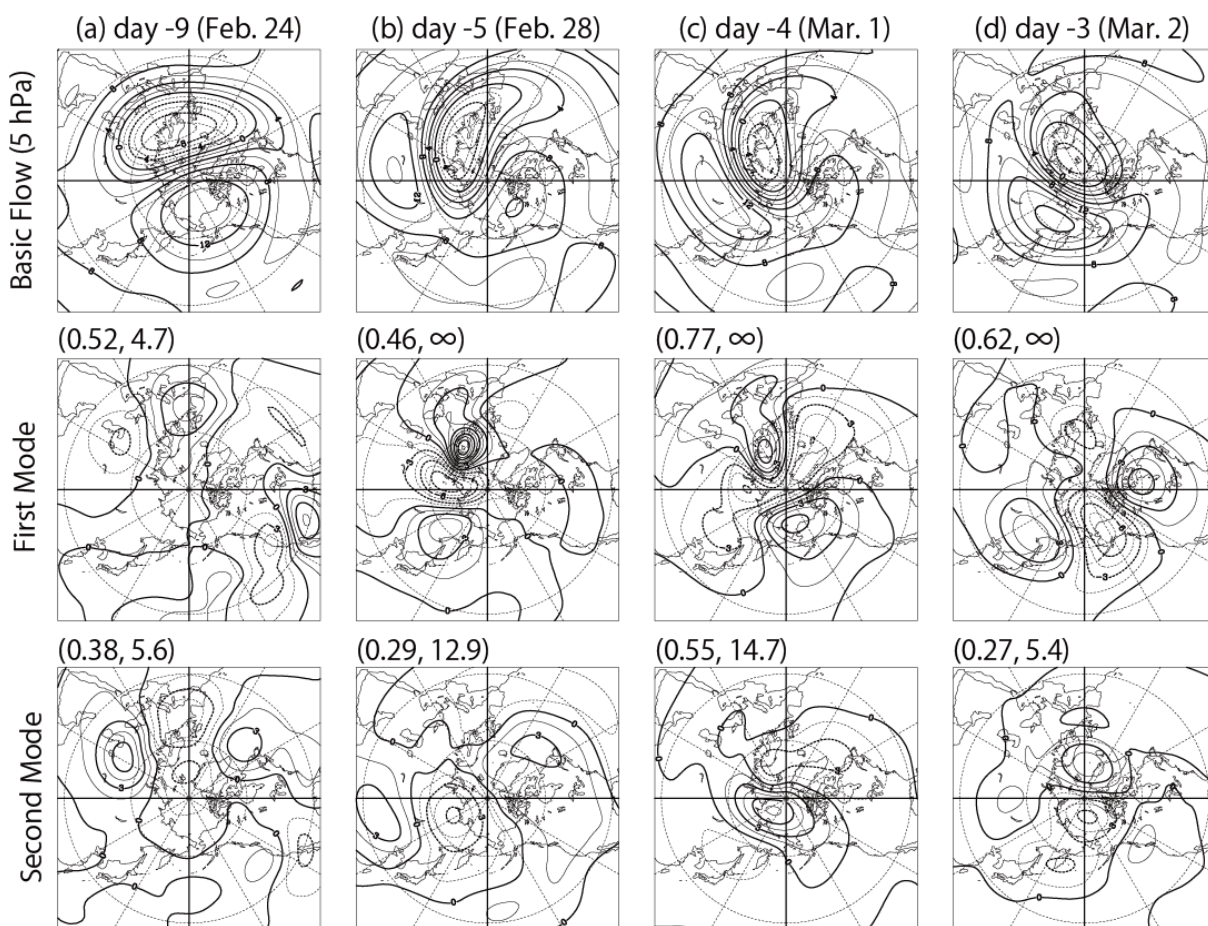 (a) day -9 (Feb. 24) (b) day -5 (Feb. 28) (c) day -4 (Mar. 1) (d) day -3 (Mar. 2)
Basic Flow (5 hPa)
(0.52, 4.7) (0.46, ∞) (0.77, ∞) (0.62, ∞)
First Mode
(0.38, 5.6) (0.29, 12.9) (0.55, 14.7) (0.27, 5.4)
Second Mode